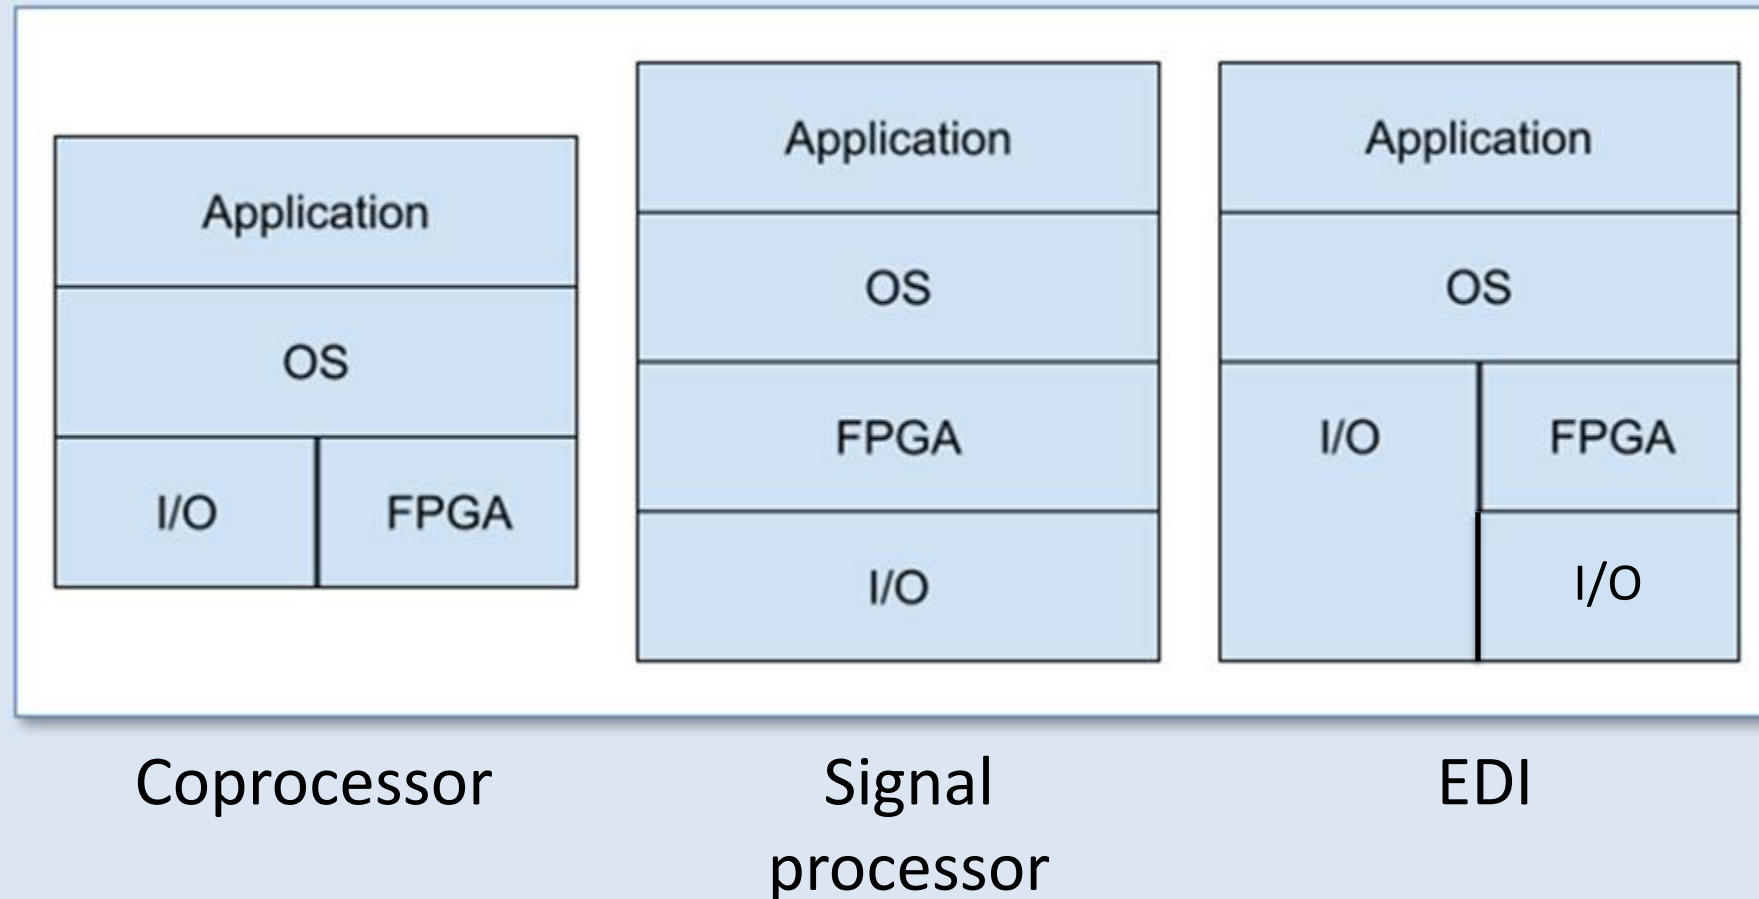 Application
OS
I/O FPGA
Application
OS
FPGA
I/O
Application
OS
I/O FPGA
I/O
Coprocessor
Signal
processor
EDI